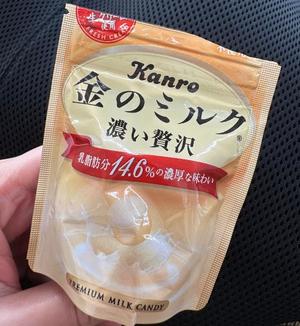 生クリーム
使用
FRESH CREAM
Kanro
金のミルク®
濃い贅沢
乳脂肪分14.6%の濃厚な味わい
PREMIUM MILK CANDY